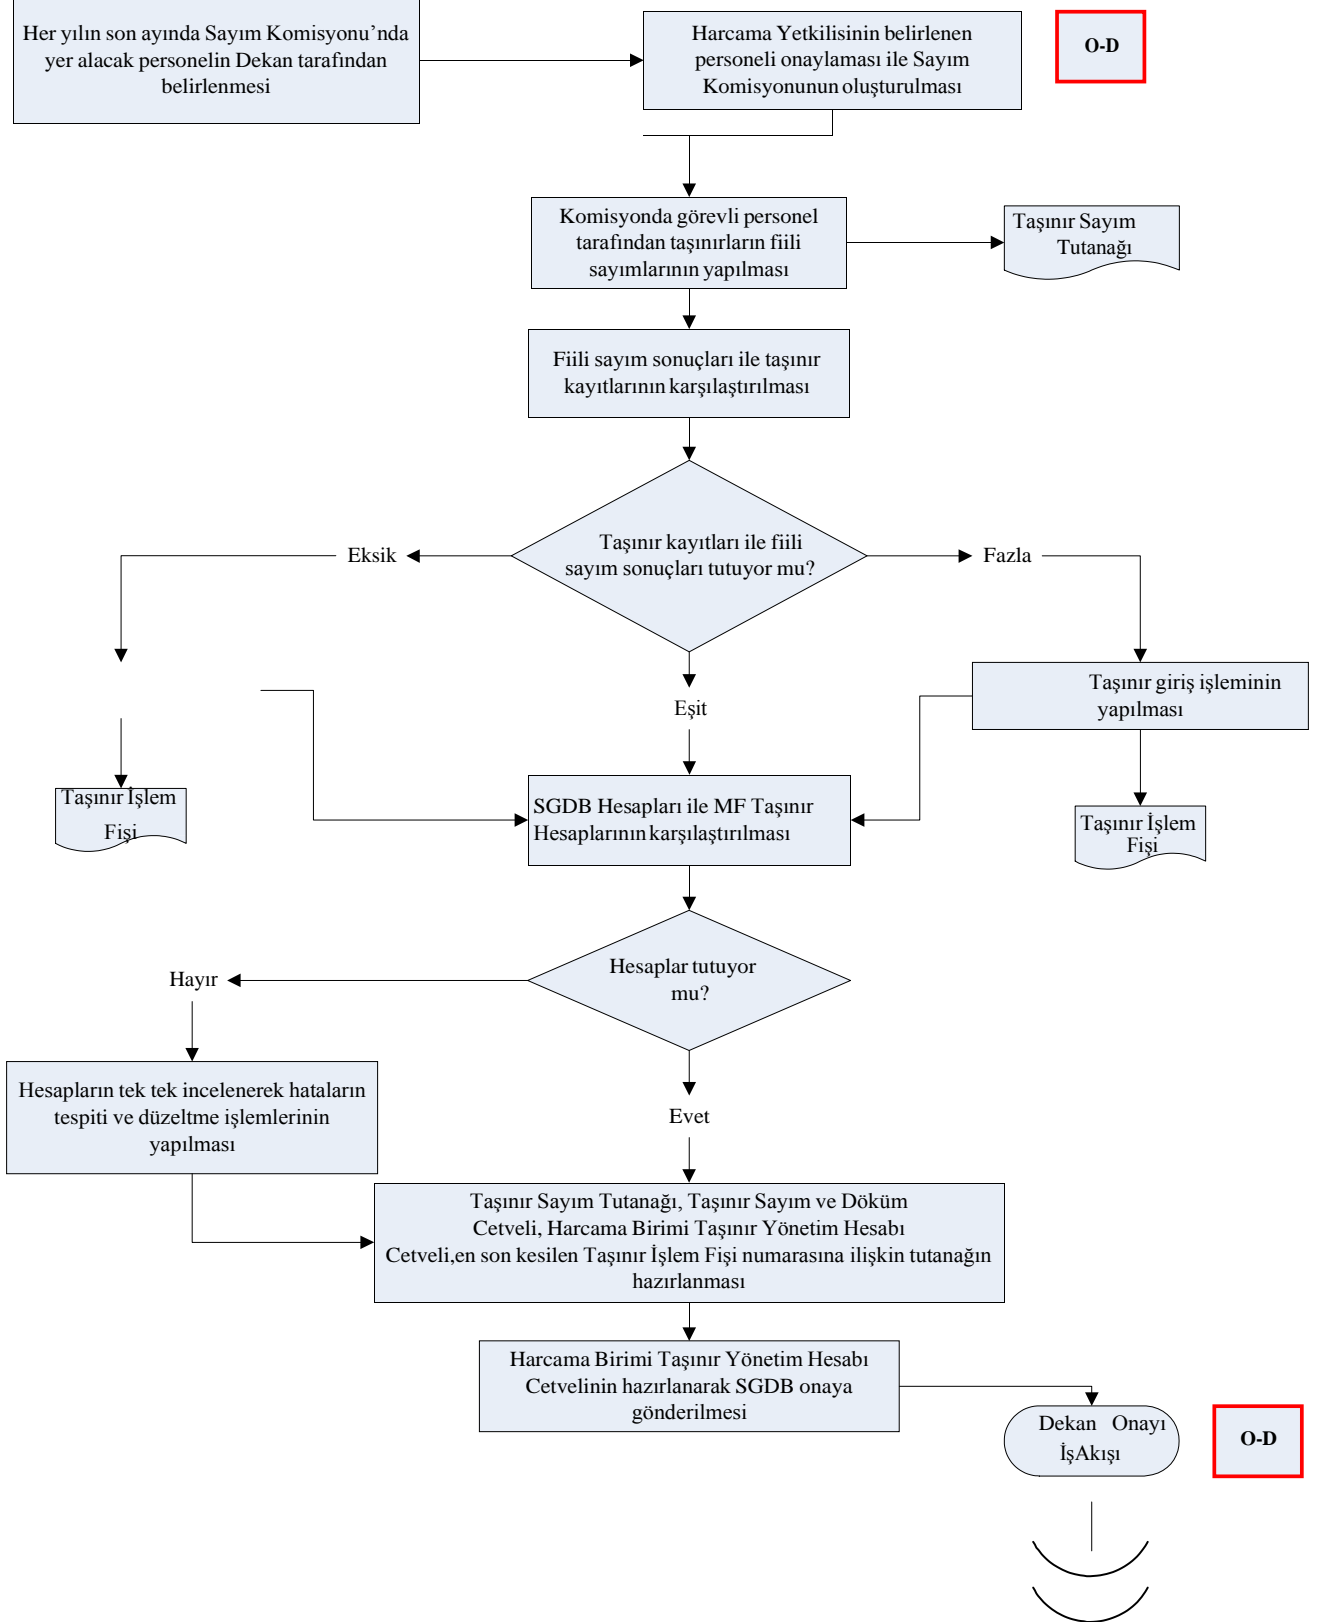 Her yılın son ayında Sayım Komisyonu’nda
yer alacak personelin Dekan tarafından
belirlenmesi
Harcama Yetkilisinin belirlenen
personeli onaylaması ile Sayım
Komisyonunun oluşturulması
O-D
Komisyonda görevli personel
tarafından taşınırların fiili
sayımlarının yapılması
Taşınır Sayım
Tutanağı
Fiili sayım sonuçları ile taşınır
kayıtlarının karşılaştırılması
Taşınır kayıtları ile fiili
sayım sonuçları tutuyor mu?
Eksik
Fazla
Eşit
Taşınır giriş işleminin
yapılması
Taşınır İşlem
Fişi
SGDB Hesapları ile MF Taşınır
Hesaplarının karşılaştırılması
Taşınır İşlem
Fişi
Hesaplar tutuyor
mu?
Hayır
Evet
Hesapların tek tek incelenerek hataların
tespiti ve düzeltme işlemlerinin
yapılması
Taşınır Sayım Tutanağı, Taşınır Sayım ve Döküm
Cetveli, Harcama Birimi Taşınır Yönetim Hesabı
Cetveli,en son kesilen Taşınır İşlem Fişi numarasına ilişkin tutanağın
hazırlanması
Harcama Birimi Taşınır Yönetim Hesabı
Cetvelinin hazırlanarak SGDB onaya
gönderilmesi
Dekan Onayı
İşAkışı
O-D